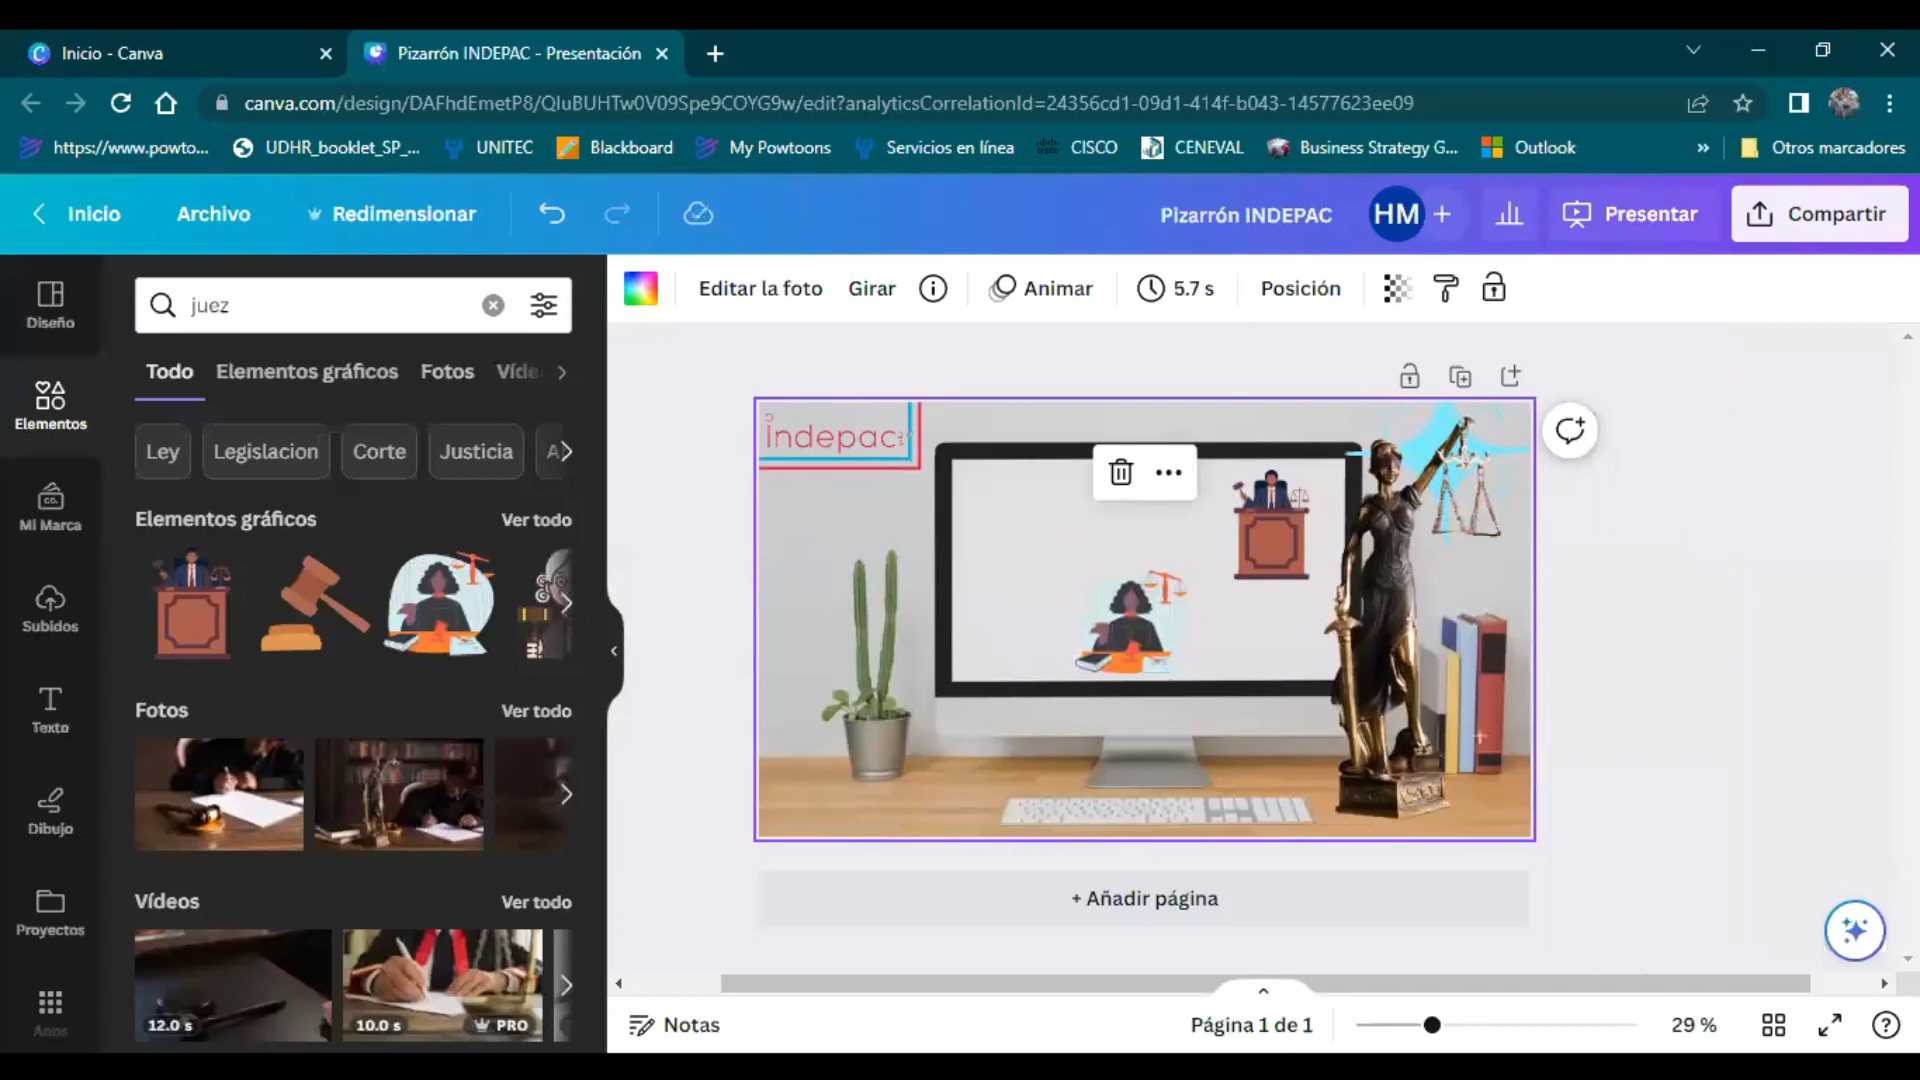 Inicio - Canva
Pizarrón INDEPAC - Presentación
canva.com/design/DAFhdEmetP8/QIuBUHTw0V09Spe9COYG9w/edit?analyticsCorrelationId=24356cd1-09d1-414f-b043-14577623ee09
https://www.powto... UDHR_booklet_SP_... UNITEC Blackboard My Powtoons Servicios en línea CISCO CENEVAL Business Strategy G... Outlook » Otros marcadores
Inicio Archivo Redimensionar Pizarrón INDEPAC HM + Presentar Compartir
Diseño
Elementos
Mi Marca
Subidos
Texto
Dibujo
Proyectos
Apps
juez
Todo Elementos gráficos Fotos Víde
Ley Legislacion Corte Justicia A
Elementos gráficos Ver todo
Fotos Ver todo
Vídeos Ver todo
12.0 s 10.0 s PRO
Editar la foto Girar Animar 5.7 s Posición
Indepac
+ Añadir página
Notas Página 1 de 1 29 %